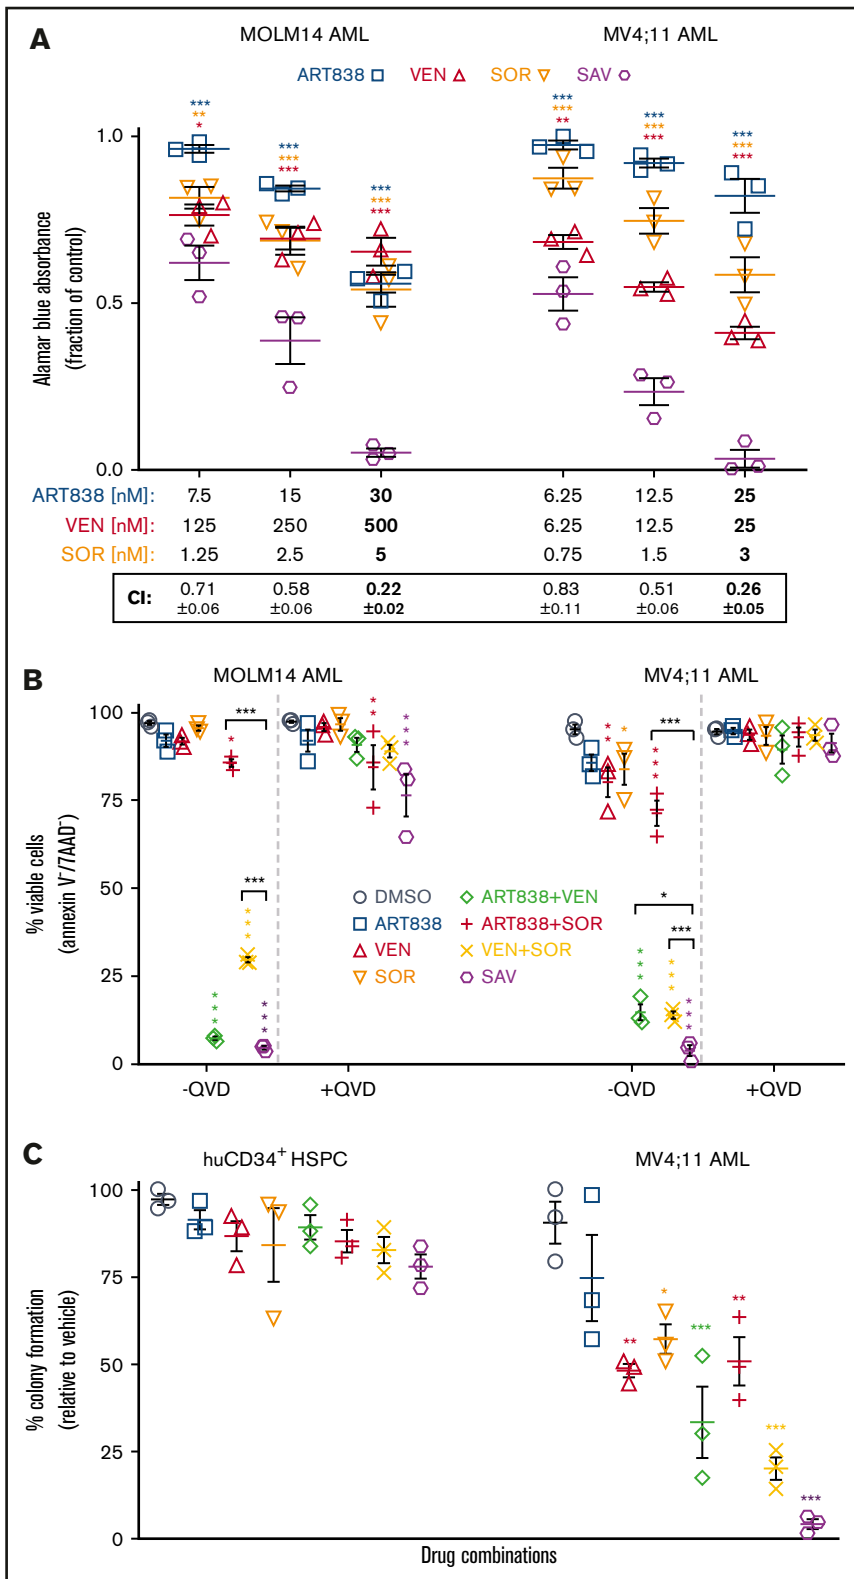 A
MOLM14 AML MV4;11 AML
ART838 VEN SOR SAV
*** *** *** *** *** ***
** *** *** *** *** ***
* *** *** ** *** ***
Alamar blue absorbance
(fraction of control)
1.0
0.5
0.0
ART838 [nM]: 7.5 15 30 6.25 12.5 25
VEN [nM]: 125 250 500 6.25 12.5 25
SOR [nM]: 1.25 2.5 5 0.75 1.5 3
CI: 0.71 0.58 0.22 0.83 0.51 0.26
±0.06 ±0.06 ±0.02 ±0.11 ±0.06 ±0.05
B
MOLM14 AML MV4;11 AML
% viable cells
(annexin V-/7AAD-)
100
75
50
25
0
*** * ** *** ** * *** ***
*** *** *** *** *** * *** *** *** ***
DMSO ART838+VEN
ART838 ART838+SOR
VEN VEN+SOR
SOR SAV
-QVD +QVD -QVD +QVD
C
huCD34+ HSPC MV4;11 AML
% colony formation
(relative to vehicle)
100
75
50
25
0
** * *** ** *** ***
Drug combinations